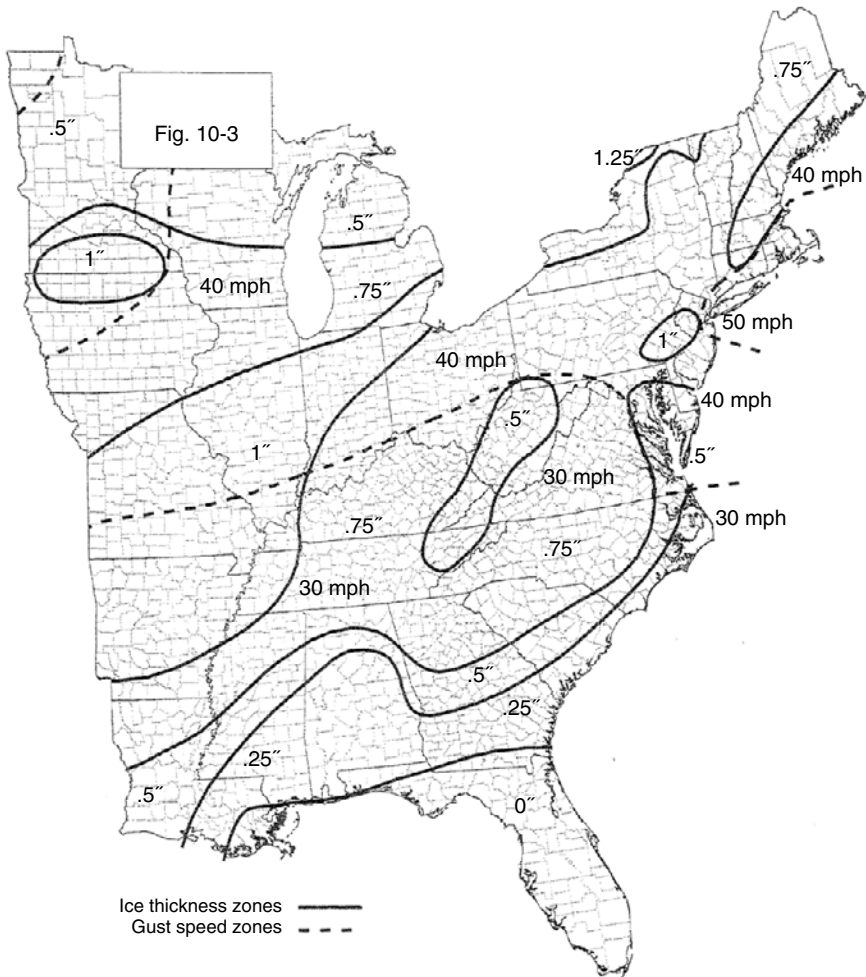 .75″
.5″
Fig. 10-3
1.25″
40 mph
.5″
1″
40 mph
.75″
50 mph
1″
40 mph
40 mph
.5″
.5″
1″
30 mph
30 mph
.75″
.75″
30 mph
.5″
.25″
.25″
.5″
0″
Ice thickness zones
Gust speed zones